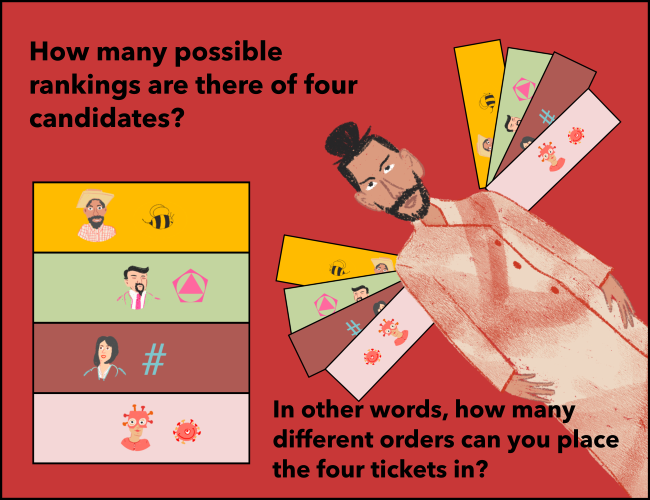 How many possible
rankings are there of four
candidates?
#
#
#
In other words, how many
different orders can you place
the four tickets in?